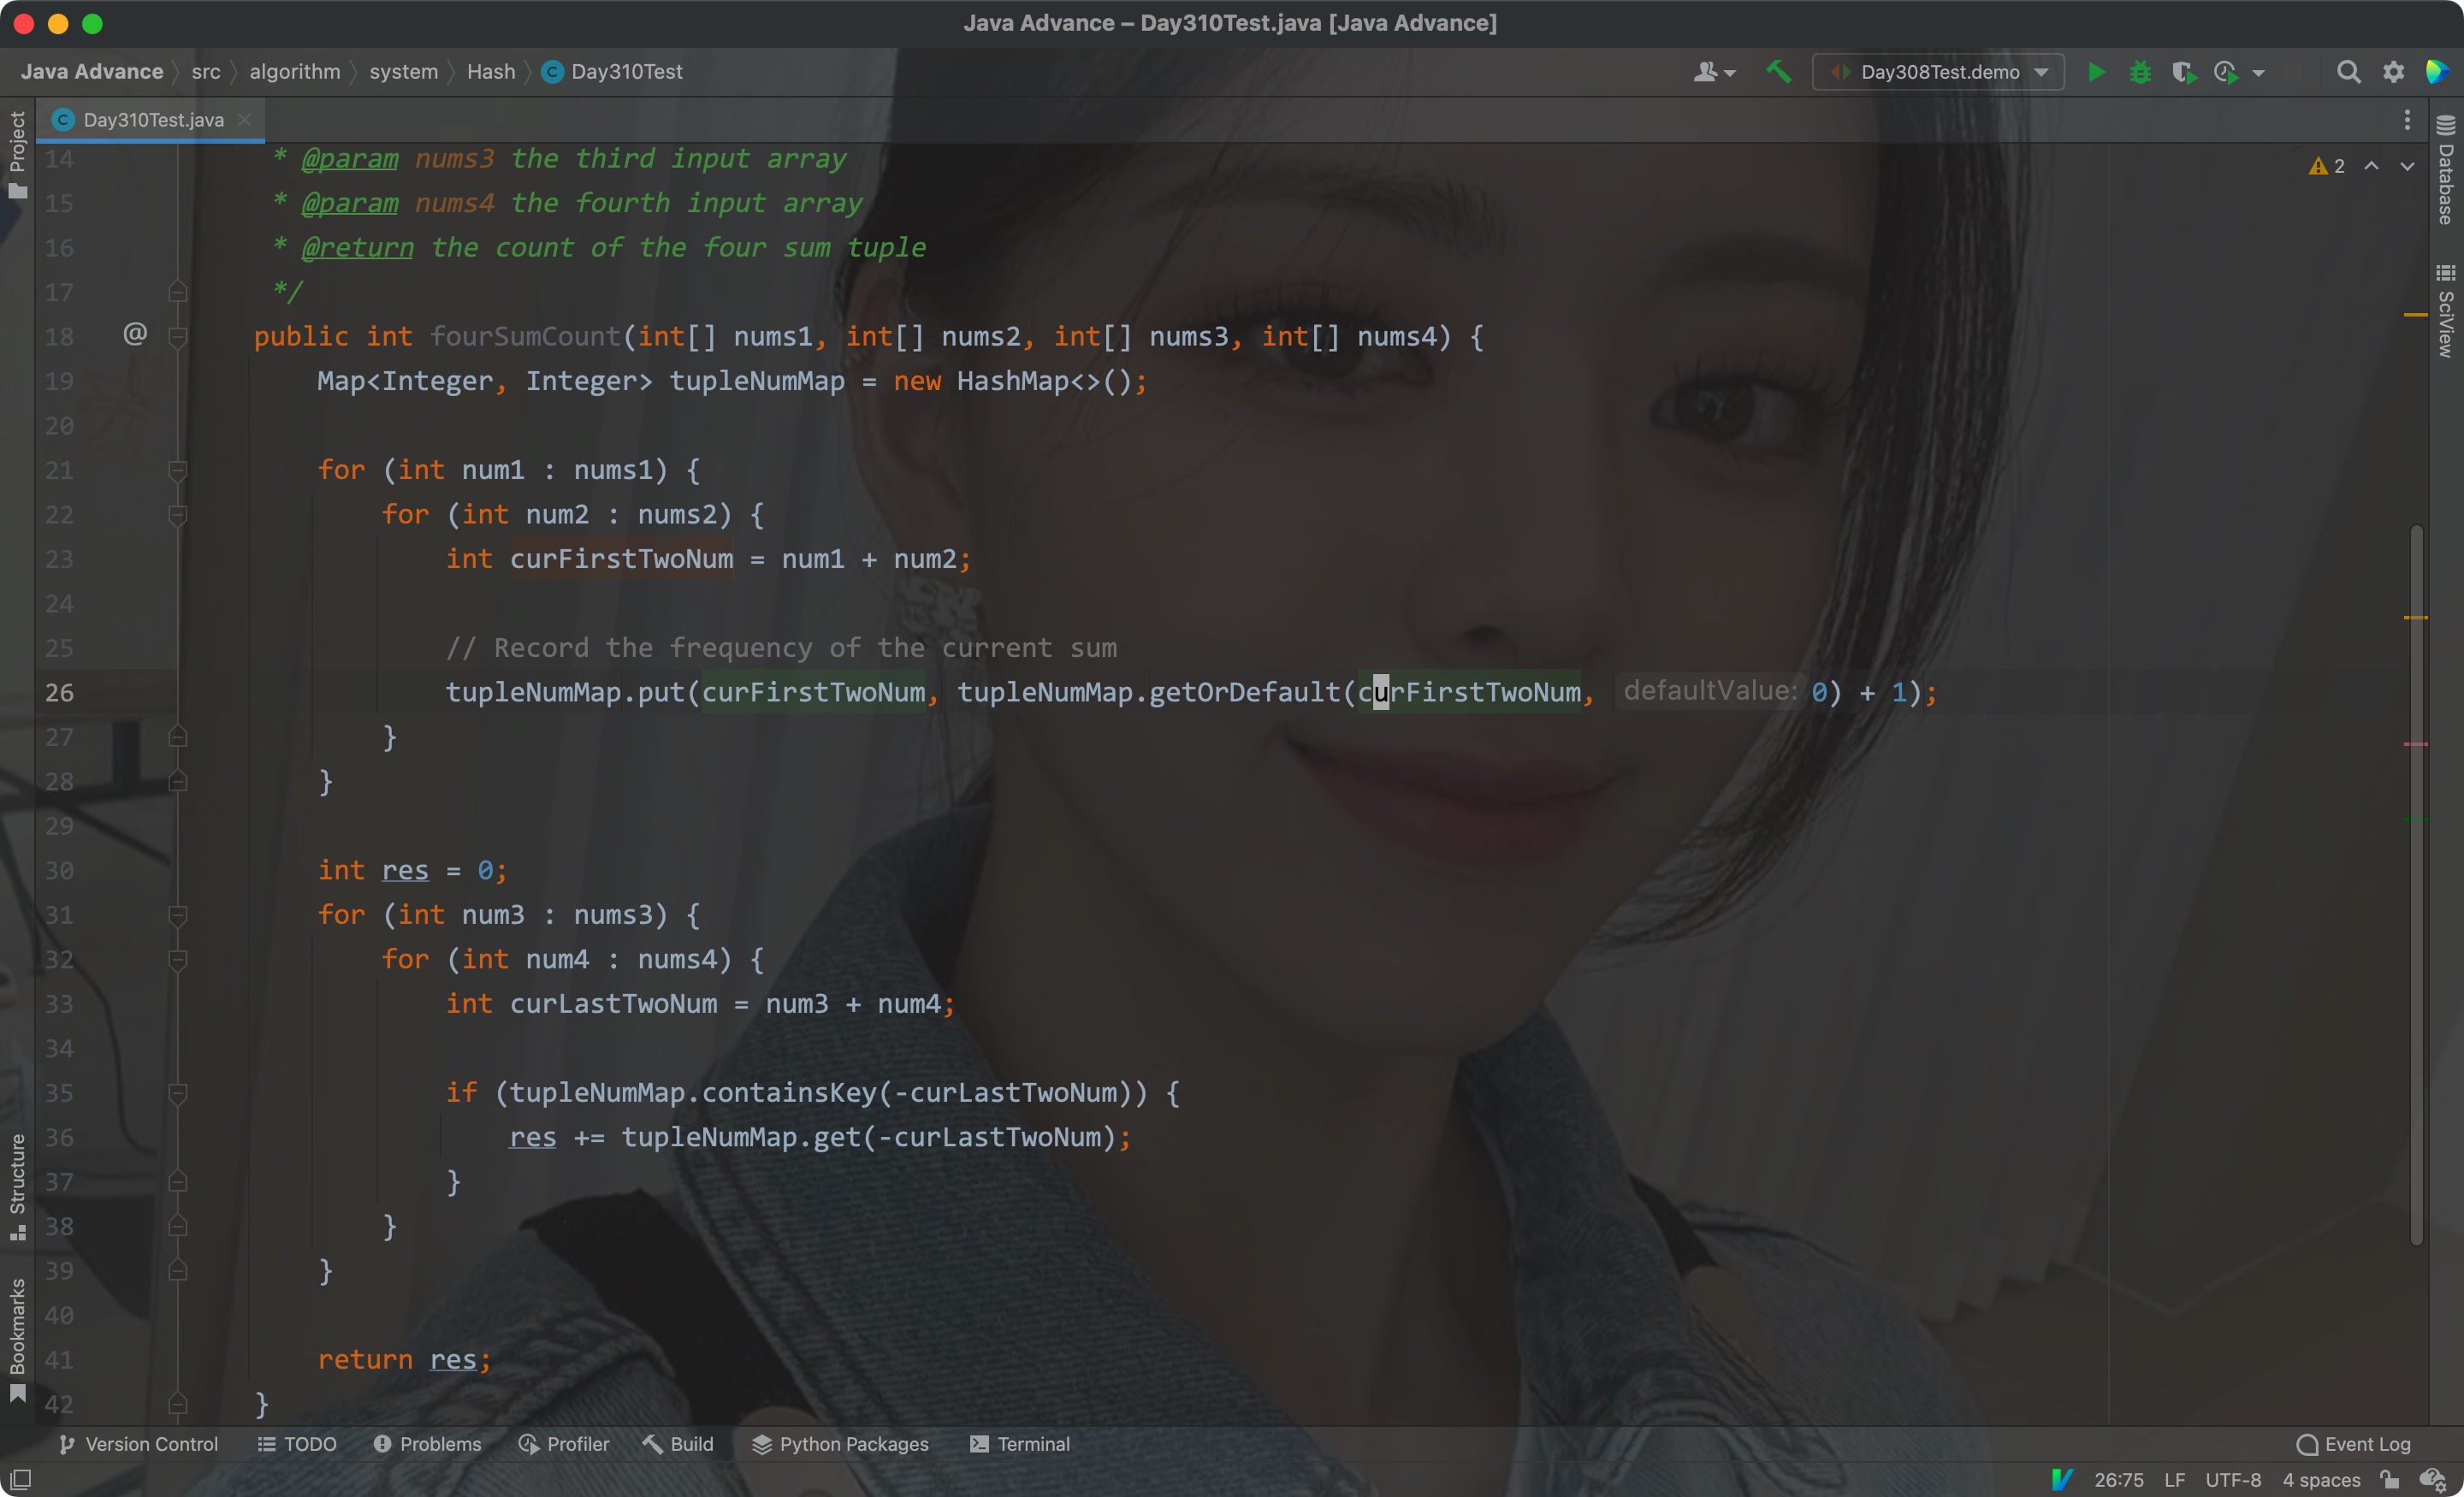 Java Advance – Day310Test.java [Java Advance]
Java Advance src algorithm system Hash Day310Test Day308Test.demo
Day310Test.java
Project
Structure
Bookmarks
14 * @param nums3 the third input array
15 * @param nums4 the fourth input array
16 * @return the count of the four sum tuple
17 */
18 @ public int fourSumCount(int[] nums1, int[] nums2, int[] nums3, int[] nums4) {
19 Map<Integer, Integer> tupleNumMap = new HashMap<>();
20
21 for (int num1 : nums1) {
22 for (int num2 : nums2) {
23 int curFirstTwoNum = num1 + num2;
24
25 // Record the frequency of the current sum
26 tupleNumMap.put(curFirstTwoNum, tupleNumMap.getOrDefault(curFirstTwoNum, defaultValue: 0) + 1);
27 }
28 }
29
30 int res = 0;
31 for (int num3 : nums3) {
32 for (int num4 : nums4) {
33 int curLastTwoNum = num3 + num4;
34
35 if (tupleNumMap.containsKey(-curLastTwoNum)) {
36 res += tupleNumMap.get(-curLastTwoNum);
37 }
38 }
39 }
40
41 return res;
42 }
2
Database
SciView
Version Control TODO Problems Profiler Build Python Packages Terminal Event Log
26:75 LF UTF-8 4 spaces